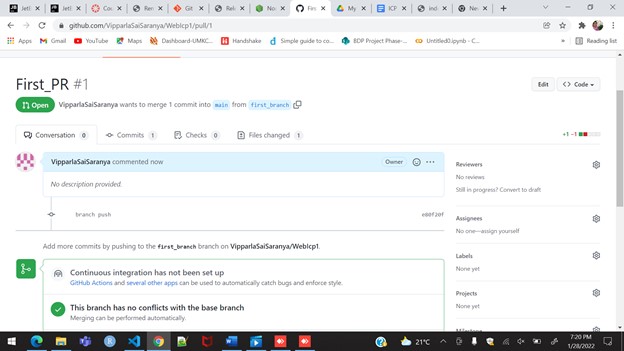 Jetl
Jetl
Cou
Ren
Git
Rele
No
First
My
ICP
ind
Ne
github.com/VipparlaSaiSaranya/WebIcp1/pull/1
Apps
Gmail
YouTube
Maps
Dashboard-UMKC...
Handshake
Simple guide to co...
BDP Project Phase-...
Untitled0.ipynb - C...
Reading list
First_PR #1
Edit
<> Code
Open
VipparlaSaiSaranya wants to merge 1 commit into main from first_branch
Conversation 0
Commits 1
Checks 0
Files changed 1
+1 −1
VipparlaSaiSaranya commented now
Owner
No description provided.
branch push
Add more commits by pushing to the first_branch branch on VipparlaSaiSaranya/WebIcp1.
Continuous integration has not been set up
GitHub Actions and several other apps can be used to automatically catch bugs and enforce style.
This branch has no conflicts with the base branch
Merging can be performed automatically.
Reviewers
No reviews
Still in progress? Convert to draft
Assignees
No one—assign yourself
Labels
None yet
Projects
None yet
Milestone
21°C
7:20 PM
1/28/2022